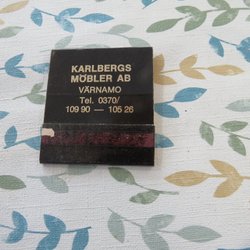 KARLBERGS
MÖBLER AB
VÄRNAMO
Tel. 0370/
109 90 — 105 26